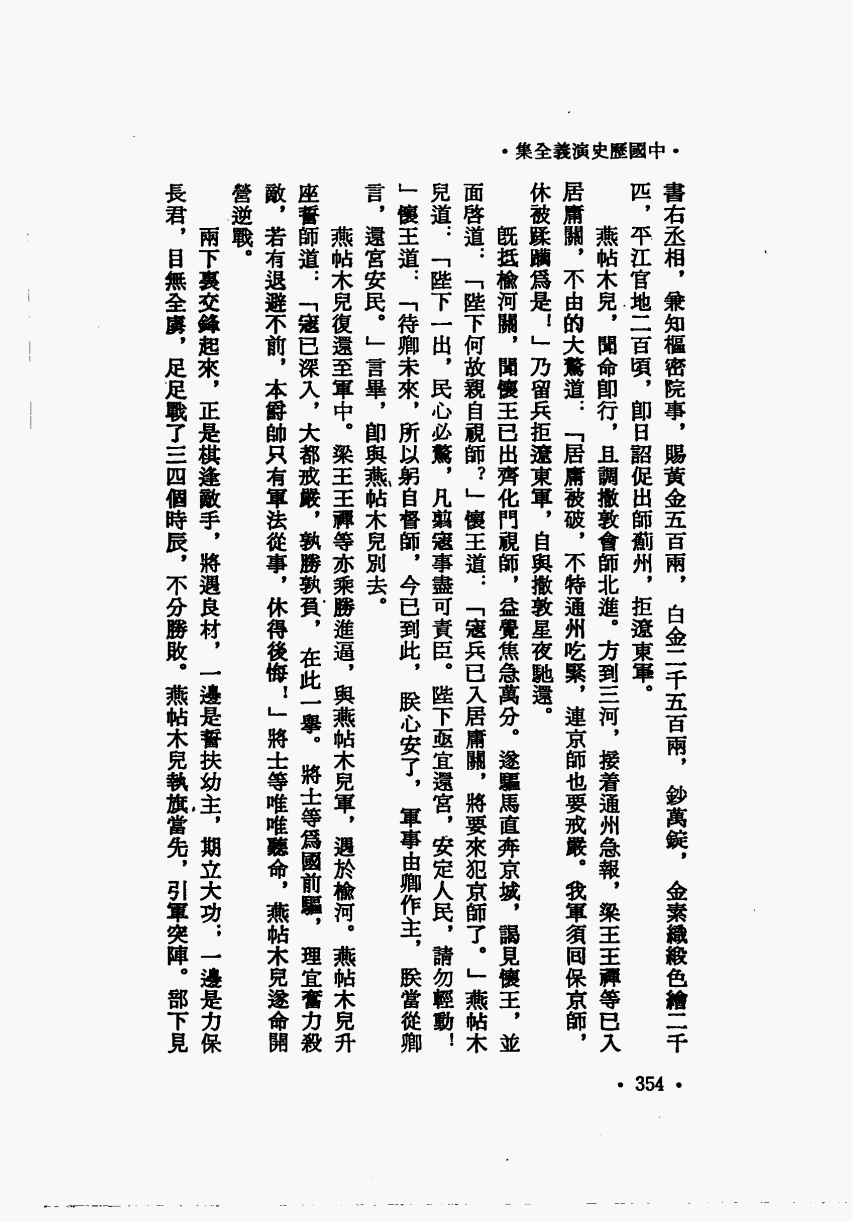 •中國歷史演義全集•
書右丞相，兼知樞密院事，賜黃金五百兩，白金二千五百兩，鈔萬錠，金素織緞色繒二千
匹，平江官地二百頃，卽日詔促出師薊州，拒遼東軍。
燕帖木兒，聞命卽行，且調撒敦會師北進。方到三河，接着通州急報，梁王王禪等已入
居庸關，不由的大驚道：「居庸被破，不特通州吃緊，連京師也要戒嚴。我軍須囘保京師，
休被蹂躪爲是！」乃留兵拒遼東軍，自與撒敦星夜馳還。
旣抵楡河關，聞懷王已出齊化門視師，益覺焦急萬分。遂驅馬直奔京城，謁見懷王，並
面啓道：「陛下何故親自視師？」懷王道：「寇兵已入居庸關，將要來犯京師了。」燕帖木
兒道：「陛下一出，民心必驚，凡翦寇事盡可責臣。陛下亟宜還宮，安定人民，請勿輕動！
」懷王道：「待卿未來，所以躬自督師，今已到此，朕心安了，軍事由卿作主，朕當從卿
言，還宮安民。」言畢，卽與燕帖木兒別去。
燕帖木兒復還至軍中。梁王王禪等亦乘勝進逼，與燕帖木兒軍，遇於楡河。燕帖木兒升
座誓師道：「寇已深入，大都戒嚴，孰勝孰負，在此一擧。將士等爲國前驅，理宜奮力殺
敵，若有退避不前，本爵帥只有軍法從事，休得後悔！」將士等唯唯聽命，燕帖木兒遂命開
營逆戰。
兩下裏交鋒起來，正是棋逢敵手，將遇良材，一邊是誓扶幼主，期立大功；一邊是力保
長君，目無全虜，足足戰了三四個時辰，不分勝敗。燕帖木兒執旗當先，引軍突陣。部下見
•354•